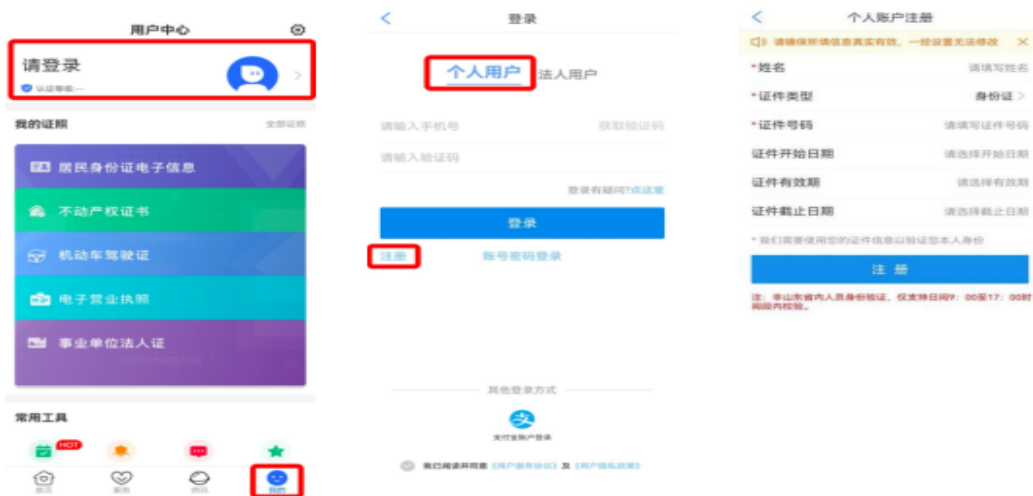 用户中心
请登录
认证等级--
我的证照
全部证照
居民身份证电子信息
不动产权证书
机动车驾驶证
电子营业执照
事业单位法人证
常用工具
HOT
首页
服务
资讯
我的
登录
个人用户 法人用户
请输入手机号 获取验证码
请输入验证码
登录有疑问?点这里
登录
注册 账号密码登录
其他登录方式
支付宝账户登录
我已阅读并同意《用户服务协议》及《用户隐私政策》
个人账户注册
请确保所填信息真实有效，一经设置无法修改
*姓名 请填写姓名
*证件类型 身份证
*证件号码 请填写证件号码
证件开始日期 请选择开始日期
证件有效期 请选择有效期
证件截止日期 请选择截止日期
*我们需要使用您的证件信息以验证您本人身份
注 册
注：非山东省内人员身份验证，仅支持日间9：00至17：00时
间段内校验。